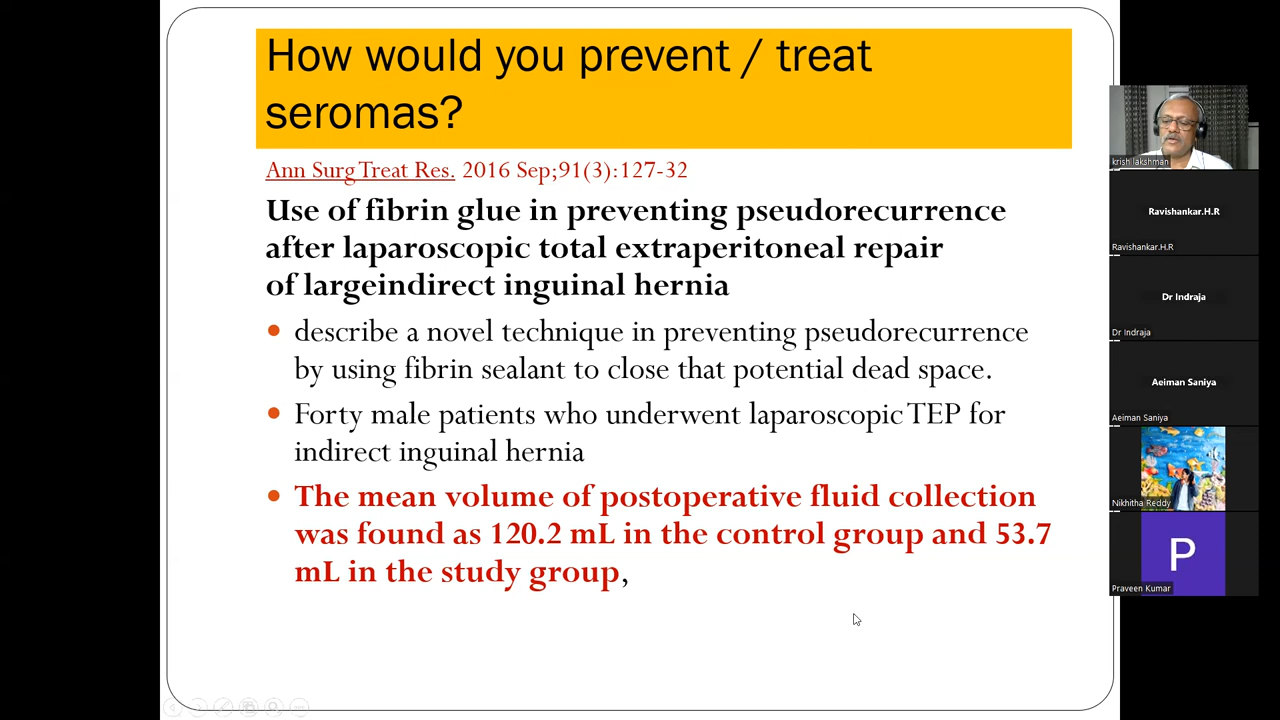 How would you prevent / treat
seromas?
Ann Surg Treat Res. 2016 Sep;91(3):127-32
Use of fibrin glue in preventing pseudorecurrence
after laparoscopic total extraperitoneal repair
of largeindirect inguinal hernia
describe a novel technique in preventing pseudorecurrence
by using fibrin sealant to close that potential dead space.
Forty male patients who underwent laparoscopic TEP for
indirect inguinal hernia
The mean volume of postoperative fluid collection
was found as 120.2 mL in the control group and 53.7
mL in the study group,
krish lakshman
Ravishankar.H.R
Ravishankar.H.R
Dr Indraja
Dr Indraja
Aeiman Saniya
Aeiman Saniya
Nikhitha Reddy
P
Praveen Kumar